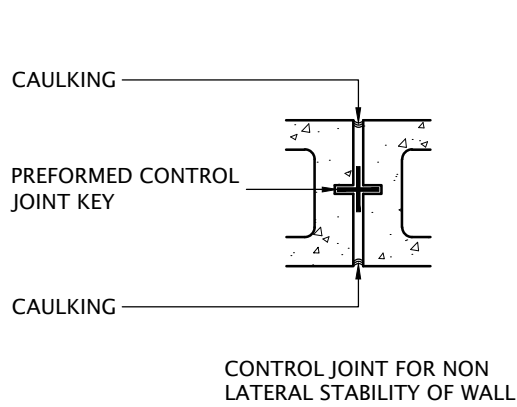 CAULKING
PREFORMED CONTROL
JOINT KEY
CAULKING
CONTROL JOINT FOR NON
LATERAL STABILITY OF WALL